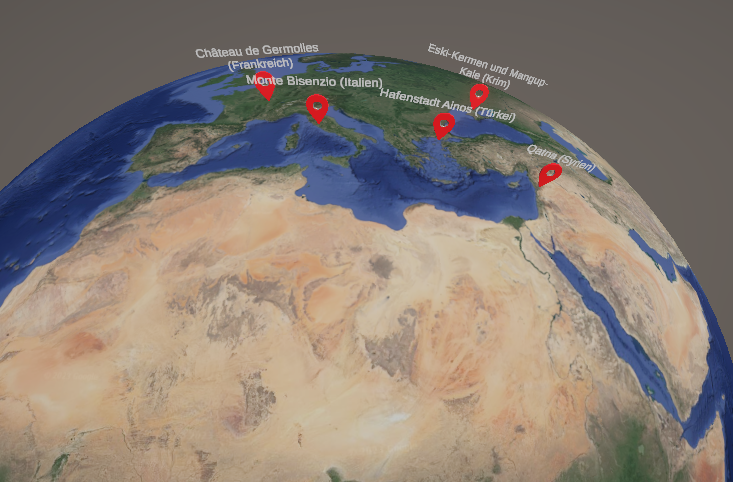 Château de Germolles
(Frankreich)
Monte Bisenzio (Italien)
Eski-Kermen und Mangup-
Kale (Krim)
Hafenstadt Ainos (Türkei)
Qatna (Syrien)